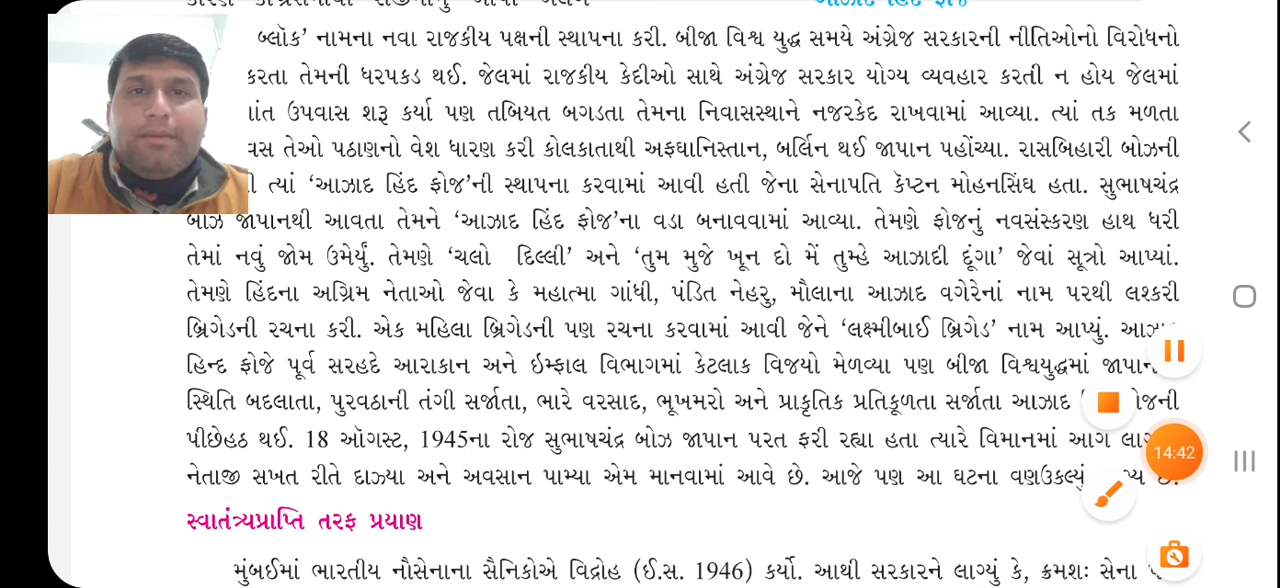 આઝાદ હિંદ ફોજ
બ્લૉક’ નામના નવા રાજકીય પક્ષની સ્થાપના કરી. બીજા વિશ્વ યુદ્ધ સમયે અંગ્રેજ સરકારની નીતિઓનો વિરોધનો
કરતા તેમની ધરપકડ થઈ. જેલમાં રાજકીય કેદીઓ સાથે અંગ્રેજ સરકાર યોગ્ય વ્યવહાર કરતી ન હોય જેલમાં
ઉપવાસ શરૂ કર્યા પણ તબિયત બગડતા તેમના નિવાસસ્થાને નજરકેદ રાખવામાં આવ્યા. ત્યાં તક મળતા
તેઓ પઠાણનો વેશ ધારણ કરી કોલકાતાથી અફઘાનિસ્તાન, બર્લિન થઈ જાપાન પહોંચ્યા. રાસબિહારી બોઝની
ત્યાં ‘આઝાદ હિંદ ફોજ’ની સ્થાપના કરવામાં આવી હતી જેના સેનાપતિ કૅપ્ટન મોહનસિંઘ હતા. સુભાષચંદ્ર
બોઝ જાપાનથી આવતા તેમને ‘આઝાદ હિંદ ફોજ’ના વડા બનાવવામાં આવ્યા. તેમણે ફોજનું નવસંસ્કરણ હાથ ધરી
તેમાં નવું જોમ ઉમેર્યું. તેમણે ‘ચલો દિલ્લી’ અને ‘તુમ મુજે ખૂન દો મેં તુમ્હે આઝાદી દૂંગા’ જેવાં સૂત્રો આપ્યાં.
તેમણે હિંદના અગ્રિમ નેતાઓ જેવા કે મહાત્મા ગાંધી, પંડિત નેહરુ, મૌલાના આઝાદ વગેરેનાં નામ પરથી લશ્કરી
બ્રિગેડની રચના કરી. એક મહિલા બ્રિગેડની પણ રચના કરવામાં આવી જેને ‘લક્ષ્મીબાઈ બ્રિગેડ’ નામ આપ્યું.
હિન્દ ફોજે પૂર્વ સરહદે આરાકાન અને ઇમ્ફાલ વિભાગમાં કેટલાક વિજયો મેળવ્યા પણ બીજા વિશ્વયુદ્ધમાં
સ્થિતિ બદલાતા, પુરવઠાની તંગી સર્જાતા, ભારે વરસાદ, ભૂખમરો અને પ્રાકૃતિક પ્રતિકૂળતા સર્જાતા આઝાદ
પીછેહઠ થઈ. 18 ઑગસ્ટ, 1945ના રોજ સુભાષચંદ્ર બોઝ જાપાન પરત ફરી રહ્યા હતા ત્યારે વિમાનમાં આગ
14:42
નેતાજી સખત રીતે દાઝ્યા અને અવસાન પામ્યા એમ માનવામાં આવે છે. આજે પણ આ ઘટના વણઉકલ્યું
સ્વાતંત્ર્યપ્રાપ્તિ તરફ પ્રયાણ
મુંબઈમાં ભારતીય નૌસેનાના સૈનિકોએ વિદ્રોહ (ઈ.સ. 1946) કર્યો. આથી સરકારને લાગ્યું કે, ક્રમશઃ સેના